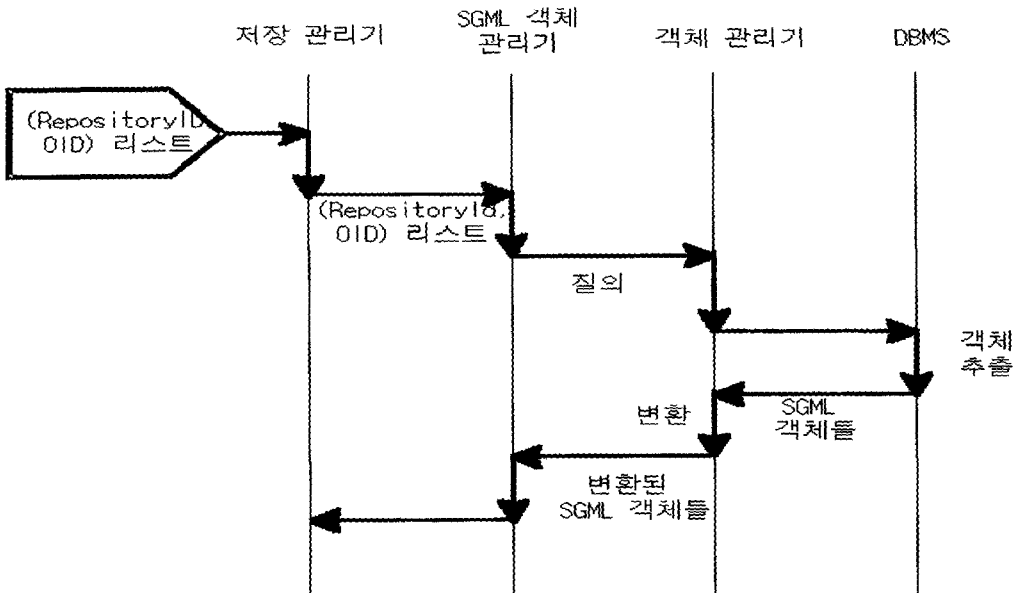 저장 관리기
SGML 객체
관리기
객체 관리기
DBMS
(RepositoryID
OID) 리스트
(RepositoryId,
OID) 리스트
질의
객체
추출
SGML
객체들
변환
변환된
SGML 객체들